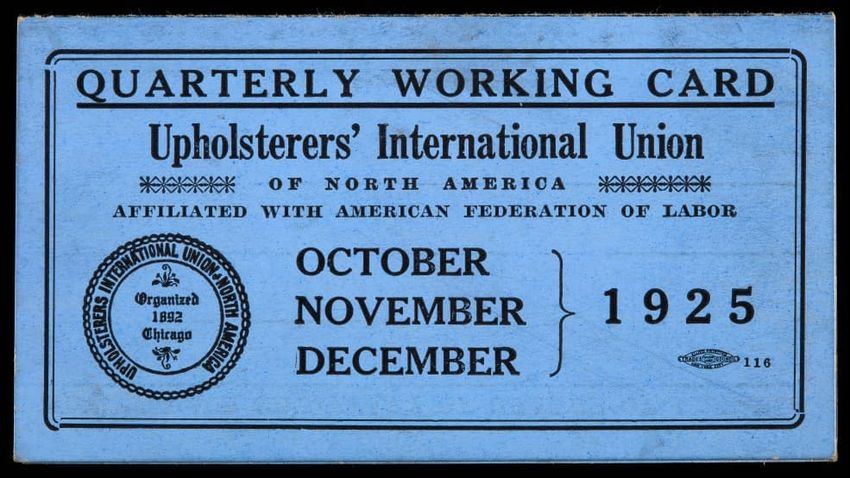 QUARTERLY WORKING CARD
Upholsterers' International Union
OF NORTH AMERICA
AFFILIATED WITH AMERICAN FEDERATION OF LABOR
UPHOLSTERERS INTERNATIONAL UNION OF NORTH AMERICA
Organized
1892
Chicago
OCTOBER
NOVEMBER
DECEMBER
1925
116